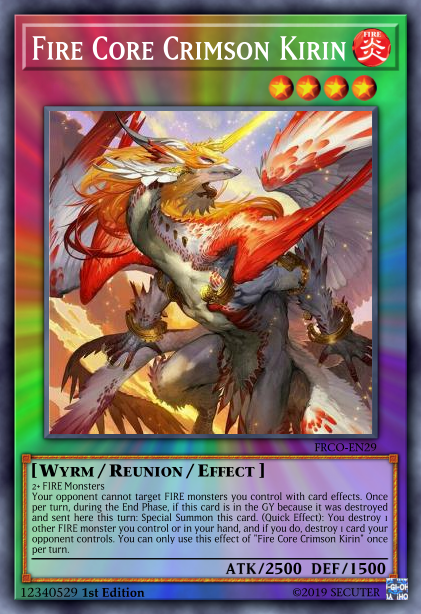 Fire Core Crimson Kirin
FIRE
炎
FRCO-EN29
[Wyrm / Reunion / Effect ]
2+ FIRE Monsters
Your opponent cannot target FIRE monsters you control with card effects. Once
per turn, during the End Phase, if this card is in the GY because it was destroyed
and sent here this turn: Special Summon this card. (Quick Effect): You destroy 1
other FIRE monster you control or in your hand, and if you do, destroy 1 card your
opponent controls. You can only use this effect of "Fire Core Crimson Kirin" once
per turn.
ATK/2500 DEF/1500
12340529 1st Edition
©2019 SECUTER